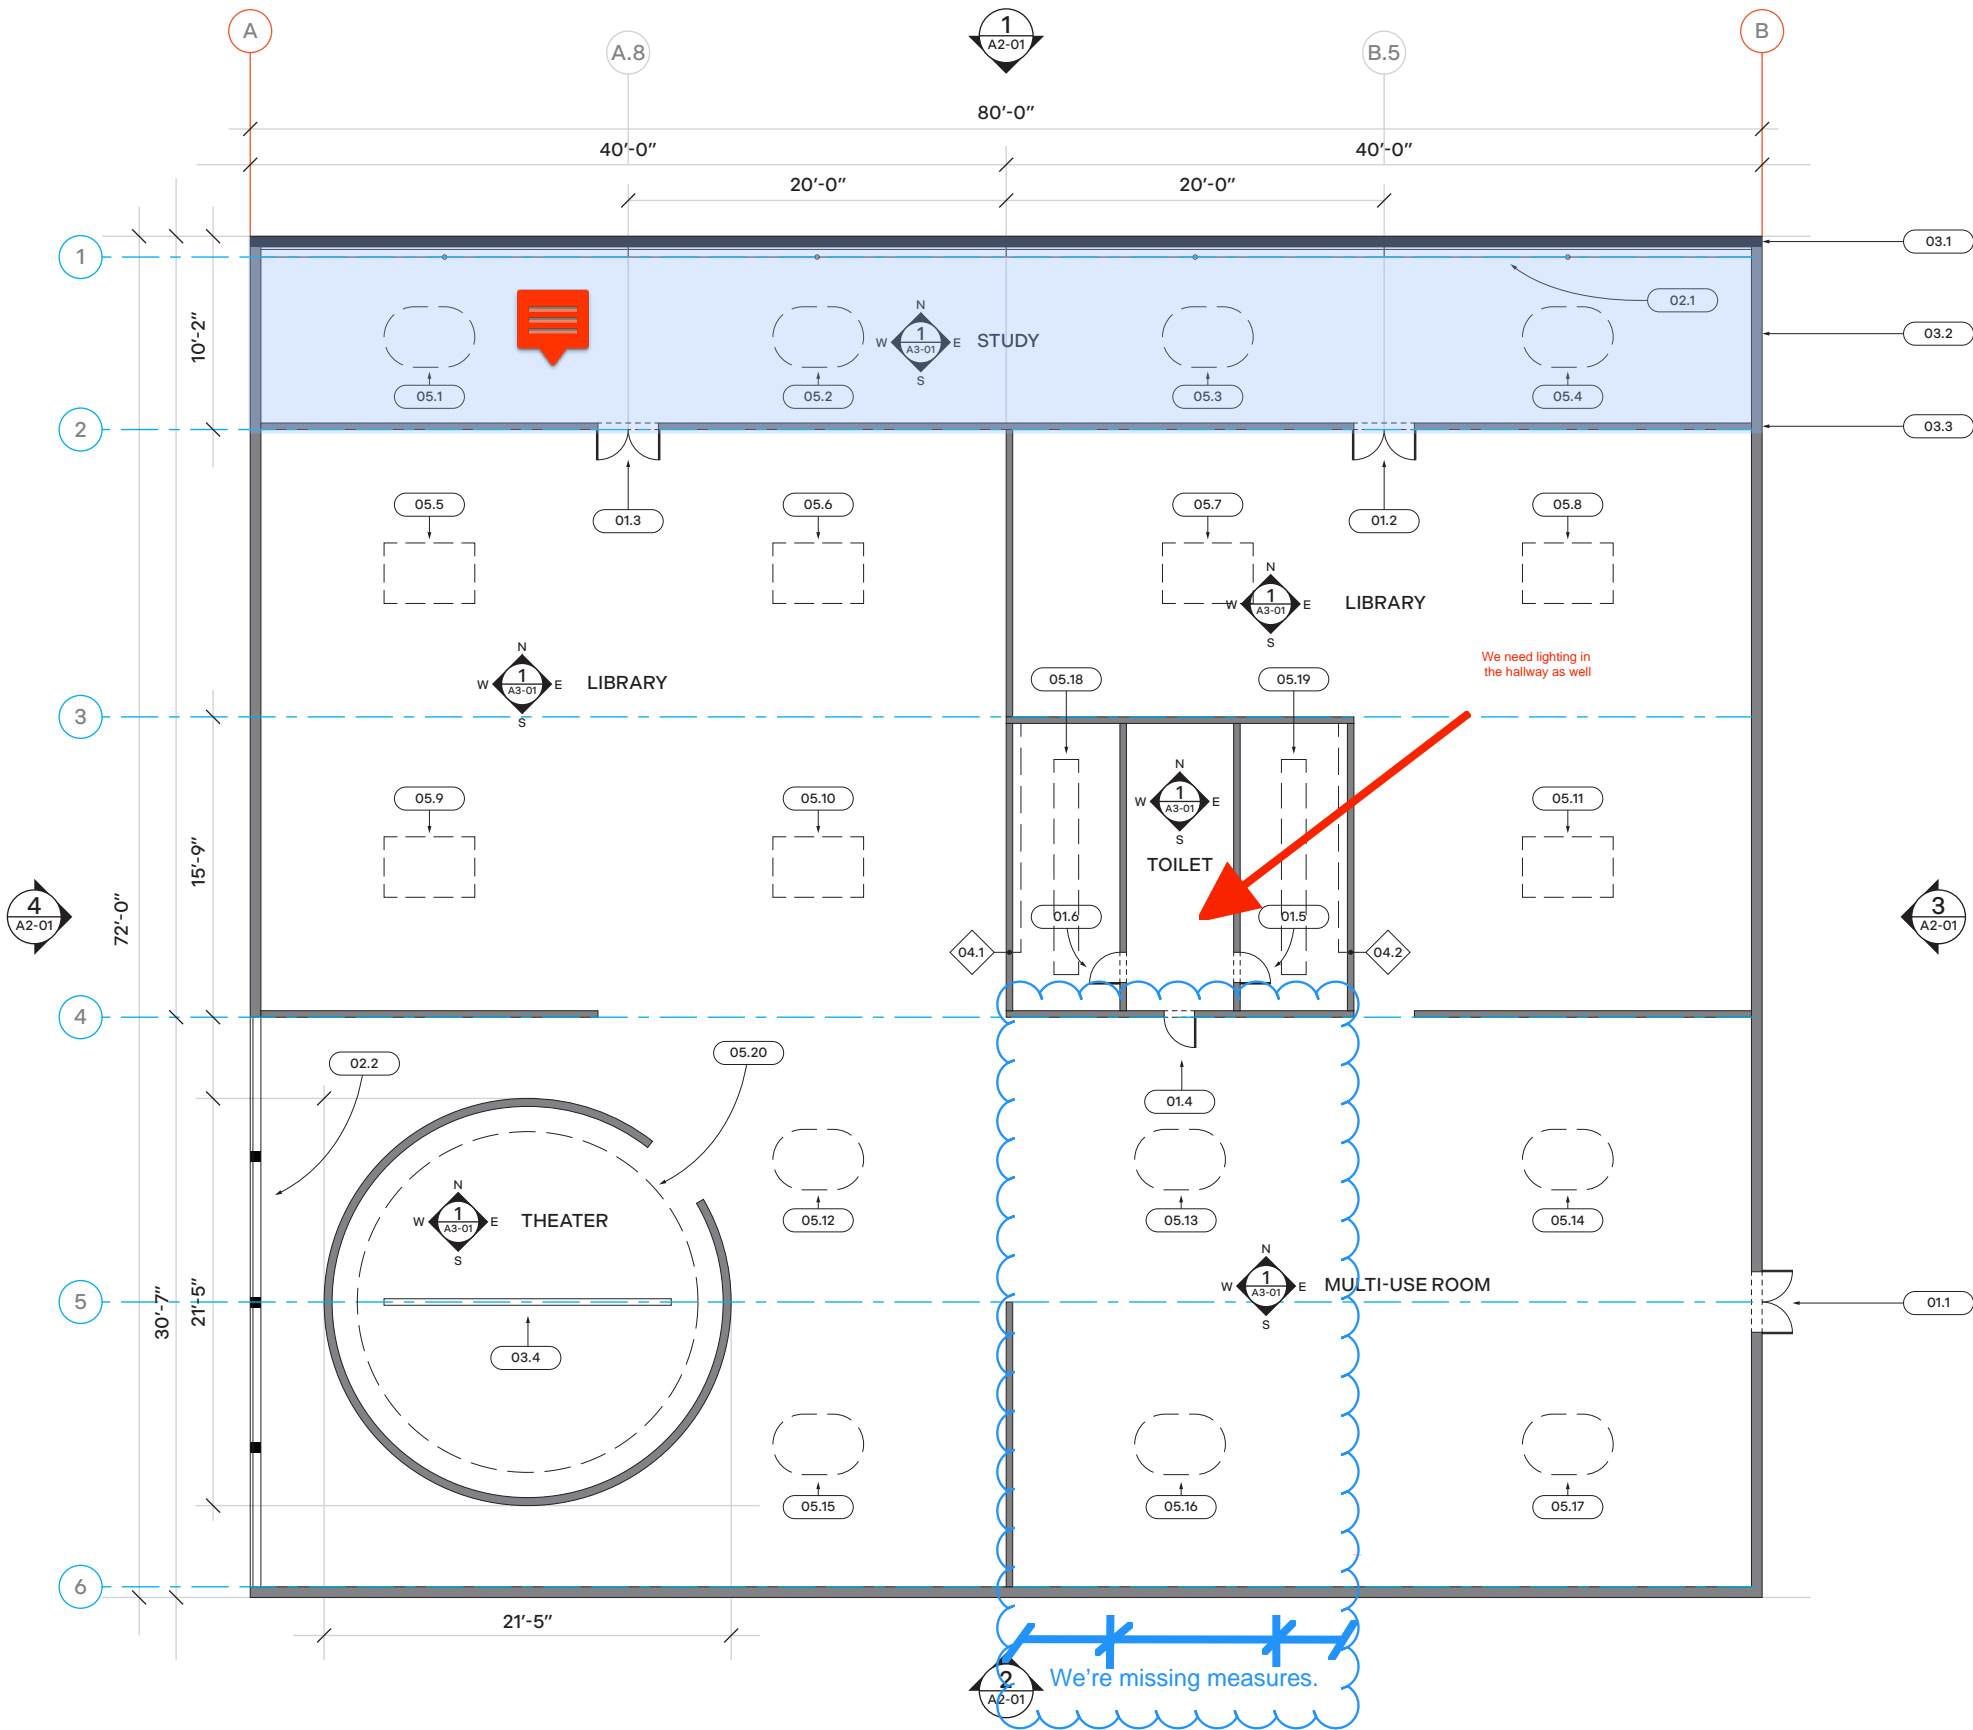 A
A.8
1
A2-01
B.5
B
80'-0"
40'-0"
40'-0"
20'-0"
20'-0"
1
03.1
02.1
10'-2"
N
W
1
A3-01
E
S
STUDY
03.2
05.1
05.2
05.3
05.4
2
03.3
05.5
05.6
05.7
05.8
01.3
01.2
N
W
1
A3-01
E
S
LIBRARY
N
W
1
A3-01
E
S
LIBRARY
We need lighting in
the hallway as well
05.18
05.19
3
N
W
1
A3-01
E
S
TOILET
05.9
05.10
05.11
15'-9"
72'-0"
4
A2-01
01.6
01.5
3
A2-01
04.1
04.2
4
02.2
05.20
01.4
N
W
1
A3-01
E
S
THEATER
05.12
05.13
05.14
N
W
1
A3-01
E
S
MULTI-USE ROOM
5
30'-7"
21'-5"
01.1
03.4
05.15
05.16
05.17
6
21'-5"
2
A2-01
We're missing measures.